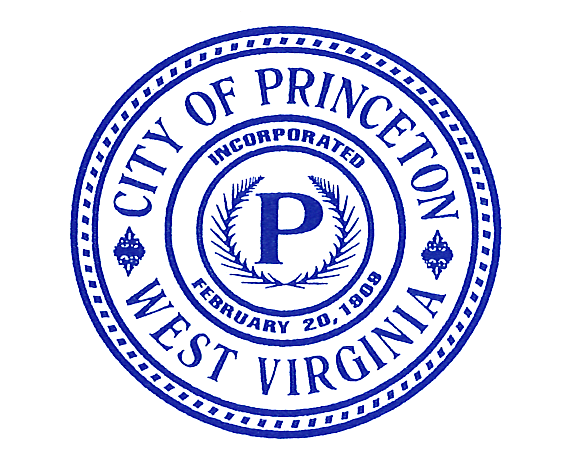 CITY OF PRINCETON
WEST VIRGINIA
INCORPORATED
P
FEBRUARY 20, 1909